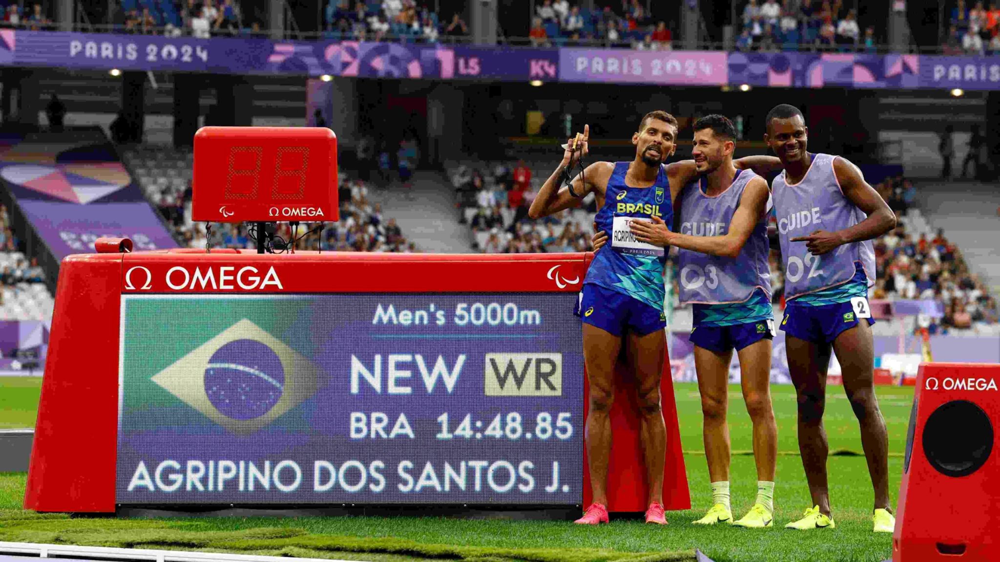 PARIS 2024
LS
K4
PARIS 2024
PARIS
Ω OMEGA
Ω OMEGA
Men's 5000m
NEW WR
BRA 14:48.85
AGRIPINO DOS SANTOS J.
BRASIL
PARIS 2024
GUIDE
03
GUIDE
02
2
BRASIL
Ω OMEGA